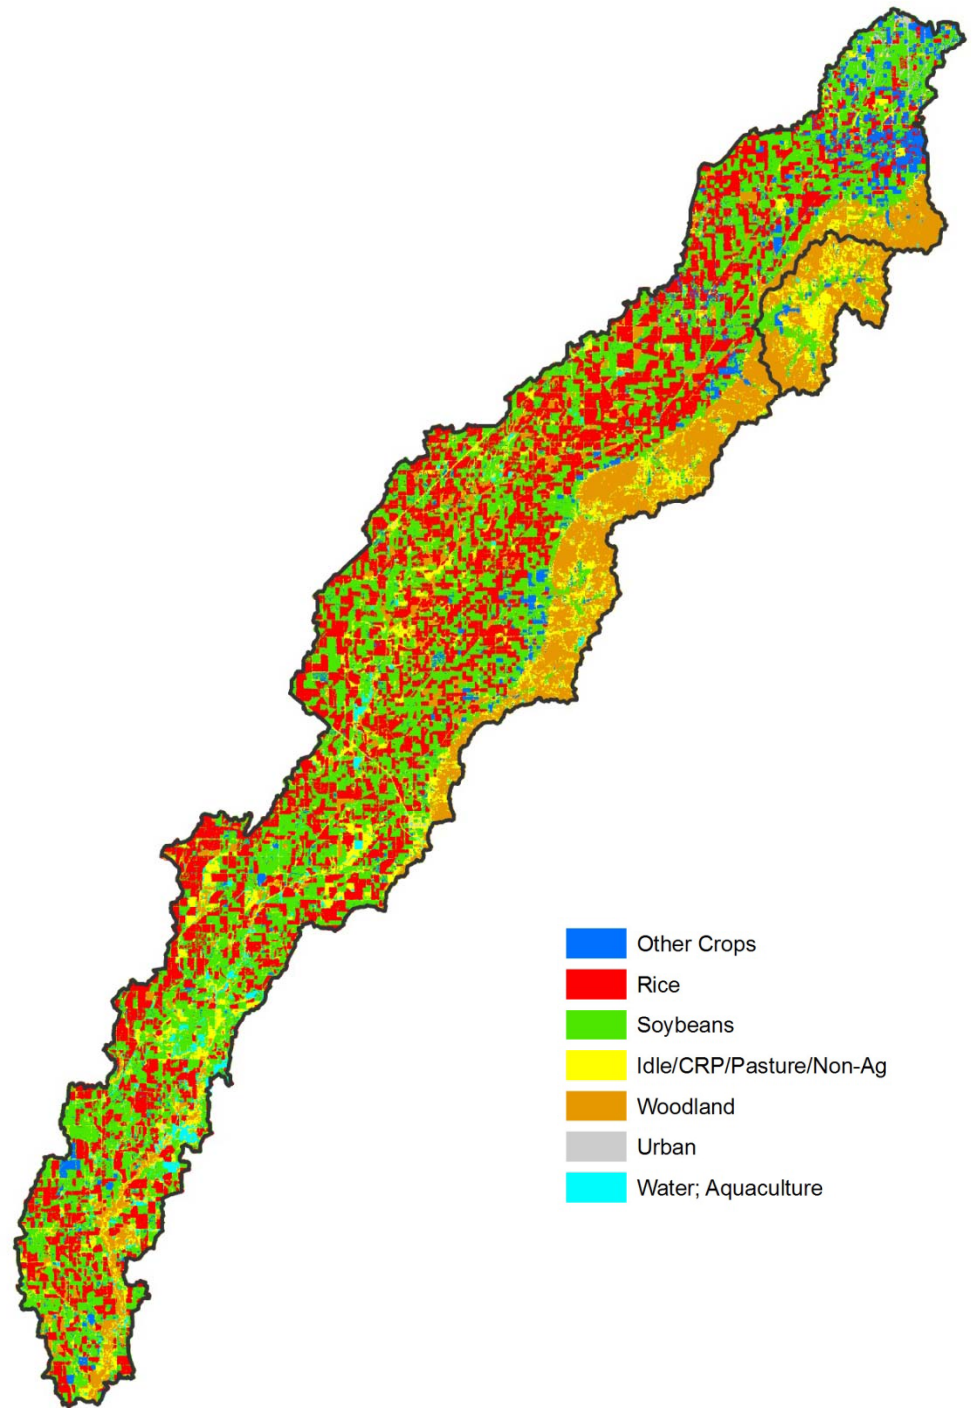 Other Crops
Rice
Soybeans
Idle/CRP/Pasture/Non-Ag
Woodland
Urban
Water; Aquaculture